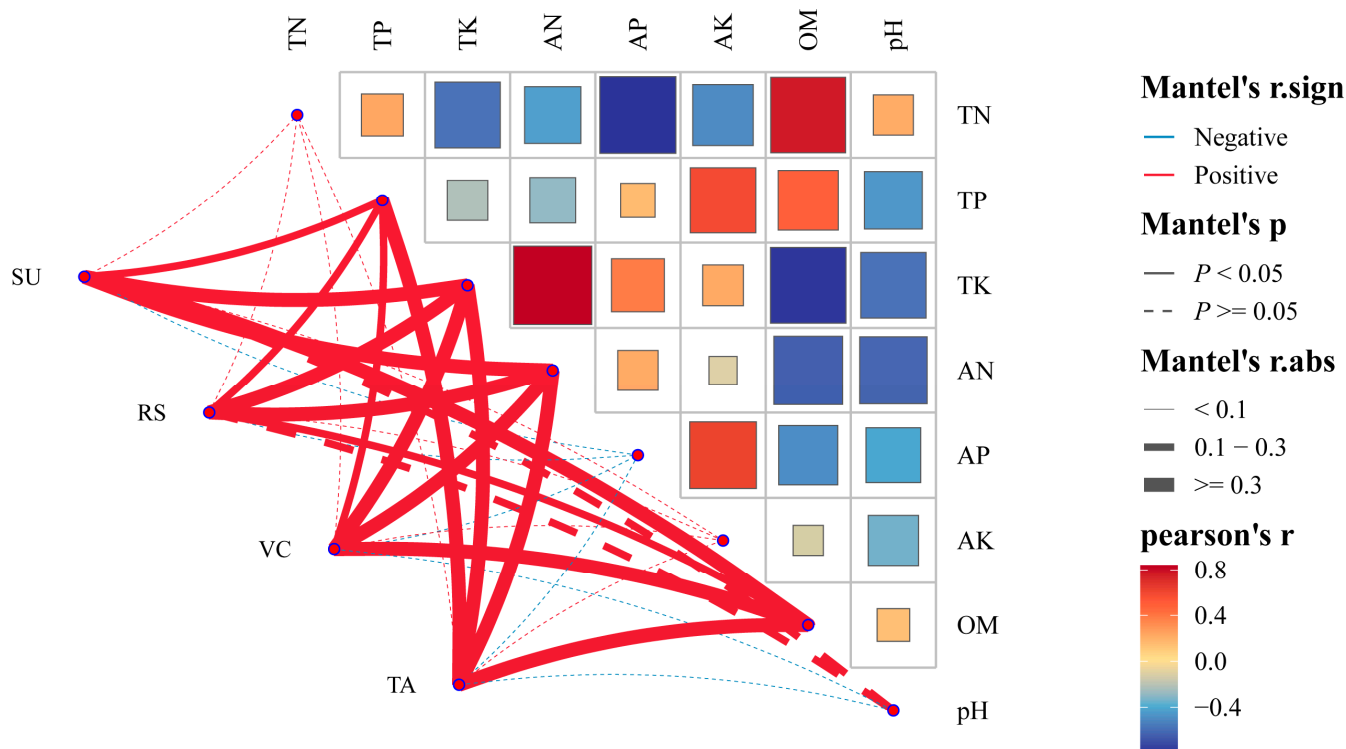 TN TP TK AN AP AK OM pH
TN
TP
TK
AN
AP
AK
OM
pH
SU
RS
VC
TA
Mantel's r.sign
Negative
Positive
Mantel's p
P < 0.05
P >= 0.05
Mantel's r.abs
< 0.1
0.1 − 0.3
>= 0.3
pearson's r
0.8
0.4
0.0
−0.4